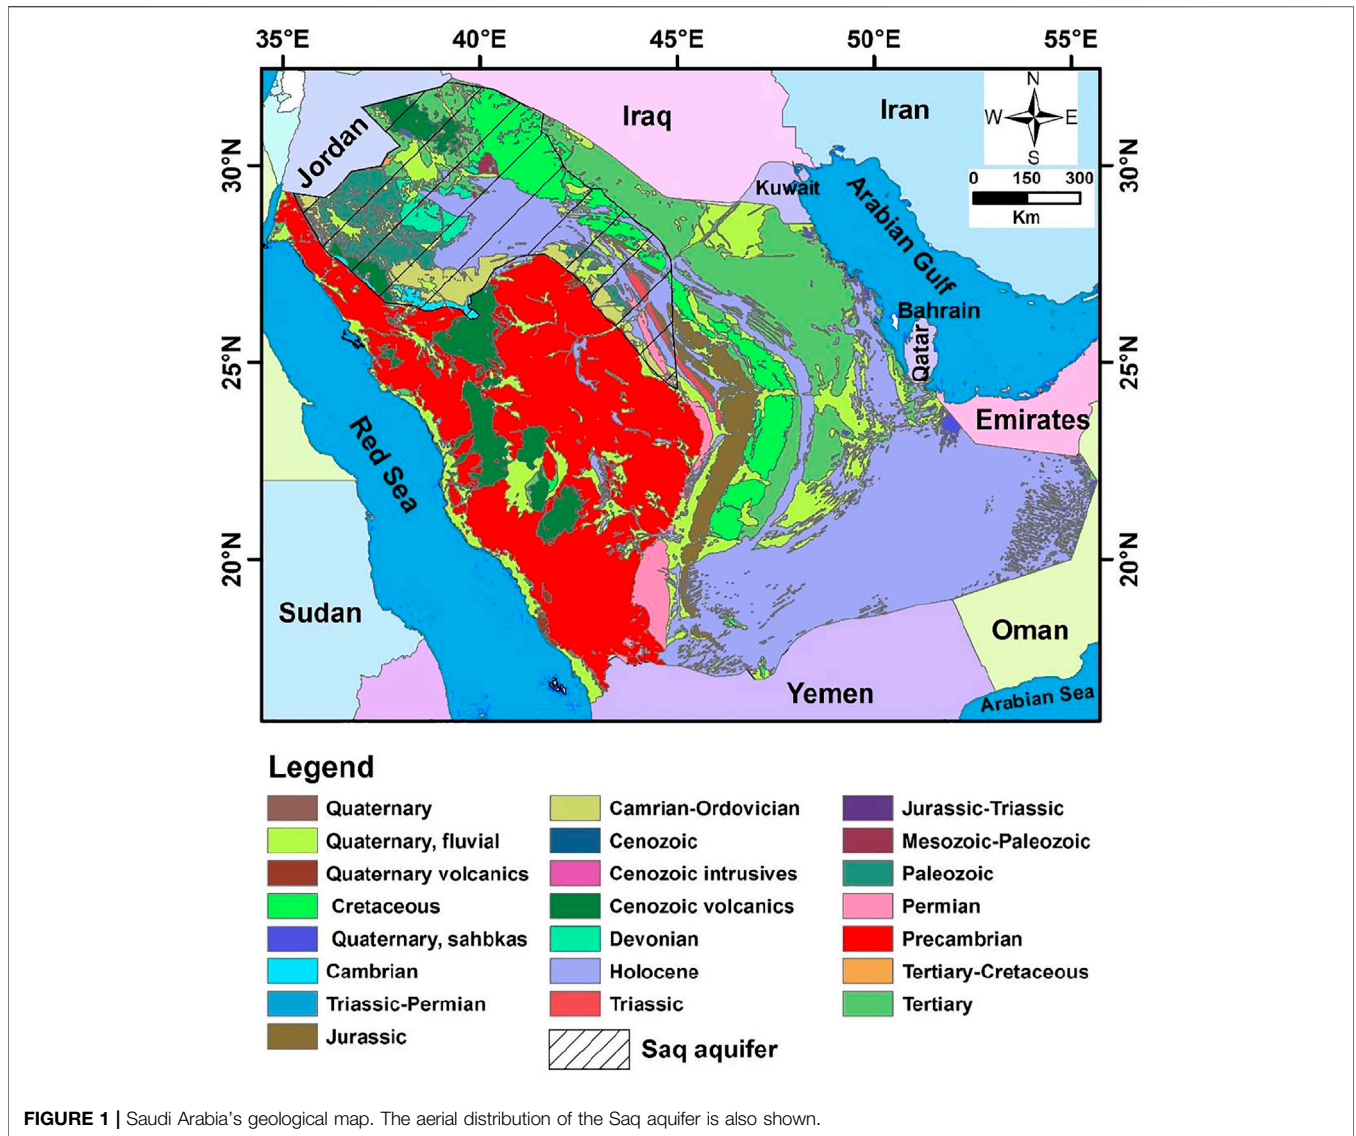 35°E 40°E 45°E 50°E 55°E
N
W E
S
0 150 300
Km
Iraq
Iran
Jordan
30°N
30°N
Kuwait
Arabian Gulf
Bahrain
Qatar
25°N
25°N
Emirates
Red Sea
20°N
20°N
Sudan
Oman
Yemen
Arabian Sea
Legend
Quaternary
Quaternary, fluvial
Quaternary volcanics
Cretaceous
Quaternary, sahbkas
Cambrian
Triassic-Permian
Jurassic
Camrian-Ordovician
Cenozoic
Cenozoic intrusives
Cenozoic volcanics
Devonian
Holocene
Triassic
Saq aquifer
Jurassic-Triassic
Mesozoic-Paleozoic
Paleozoic
Permian
Precambrian
Tertiary-Cretaceous
Tertiary
FIGURE 1 | Saudi Arabia's geological map. The aerial distribution of the Saq aquifer is also shown.